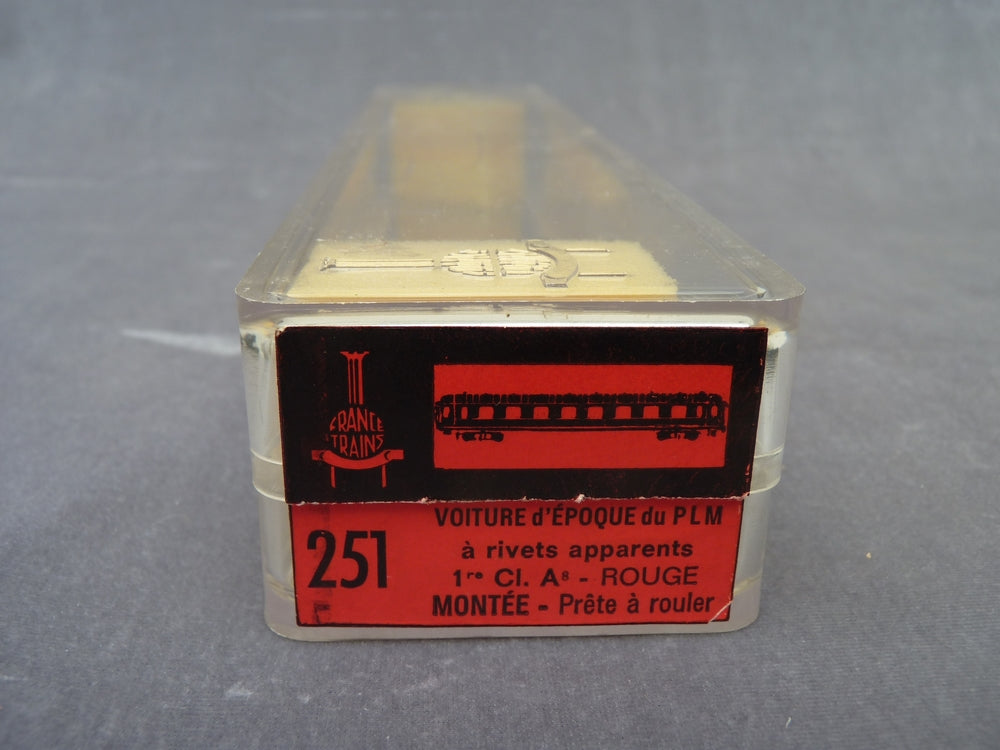 FRANCE
TRAINS
251
VOITURE d'ÉPOQUE du PLM
à rivets apparents
1re Cl. A8 - ROUGE
MONTÉE - Prête à rouler